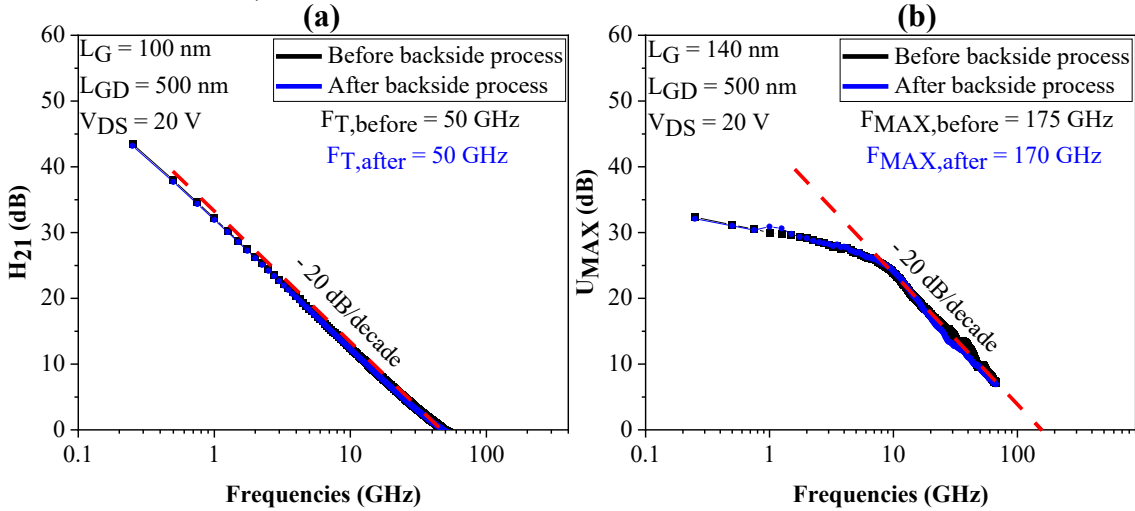 (a)
L_G = 100 nm
L_GD = 500 nm
V_DS = 20 V
Before backside process
After backside process
F_T,before = 50 GHz
F_T,after = 50 GHz
- 20 dB/decade
H_21 (dB)
60
50
40
30
20
10
0
0.1
1
10
100
Frequencies (GHz)
(b)
L_G = 140 nm
L_GD = 500 nm
V_DS = 20 V
Before backside process
After backside process
F_MAX,before = 175 GHz
F_MAX,after = 170 GHz
- 20 dB/decade
U_MAX (dB)
60
50
40
30
20
10
0
0.1
1
10
100
Frequencies (GHz)